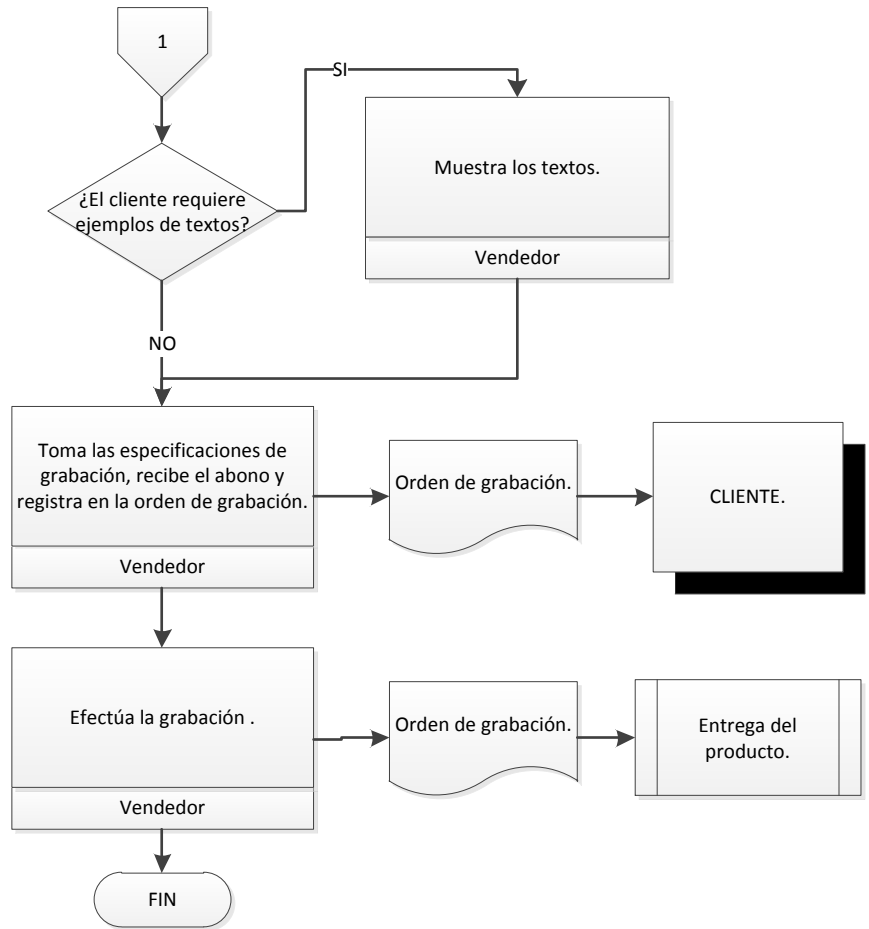 1
SI
Muestra los textos.
Vendedor
¿El cliente requiere
ejemplos de textos?
NO
Toma las especificaciones de
grabación, recibe el abono y
registra en la orden de grabación.
Vendedor
Orden de grabación.
CLIENTE.
Efectúa la grabación .
Vendedor
Orden de grabación.
Entrega del
producto.
FIN